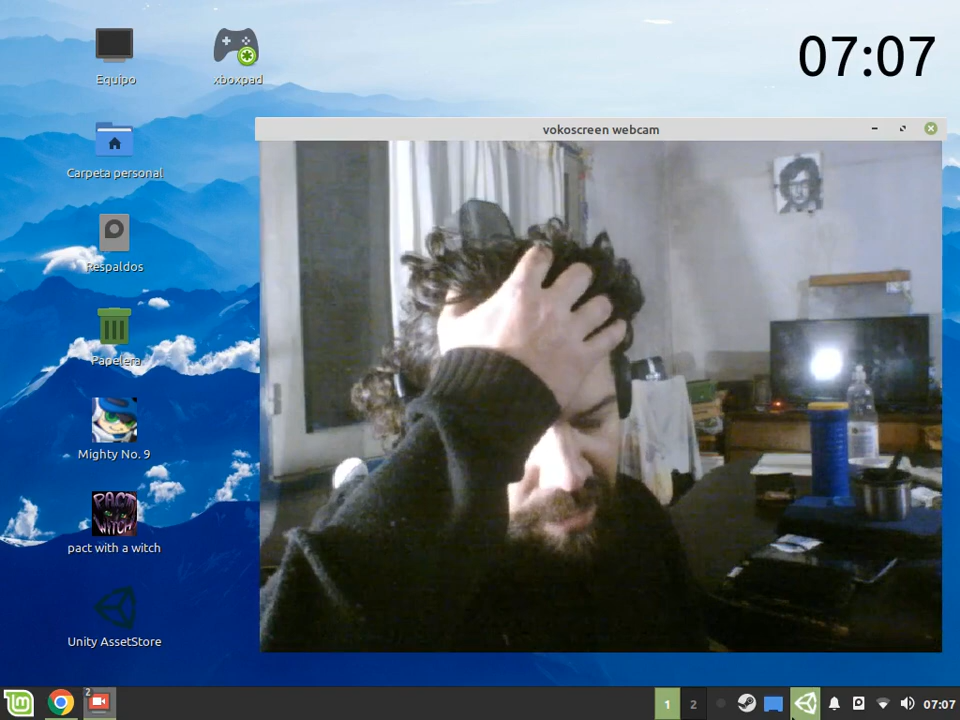 07:07
Equipo
xboxpad
vokoscreen webcam
Carpeta personal
Respaldos
Papelera
Mighty No. 9
PACT
WITCH
pact with a witch
Unity AssetStore
2
1
2
07:07